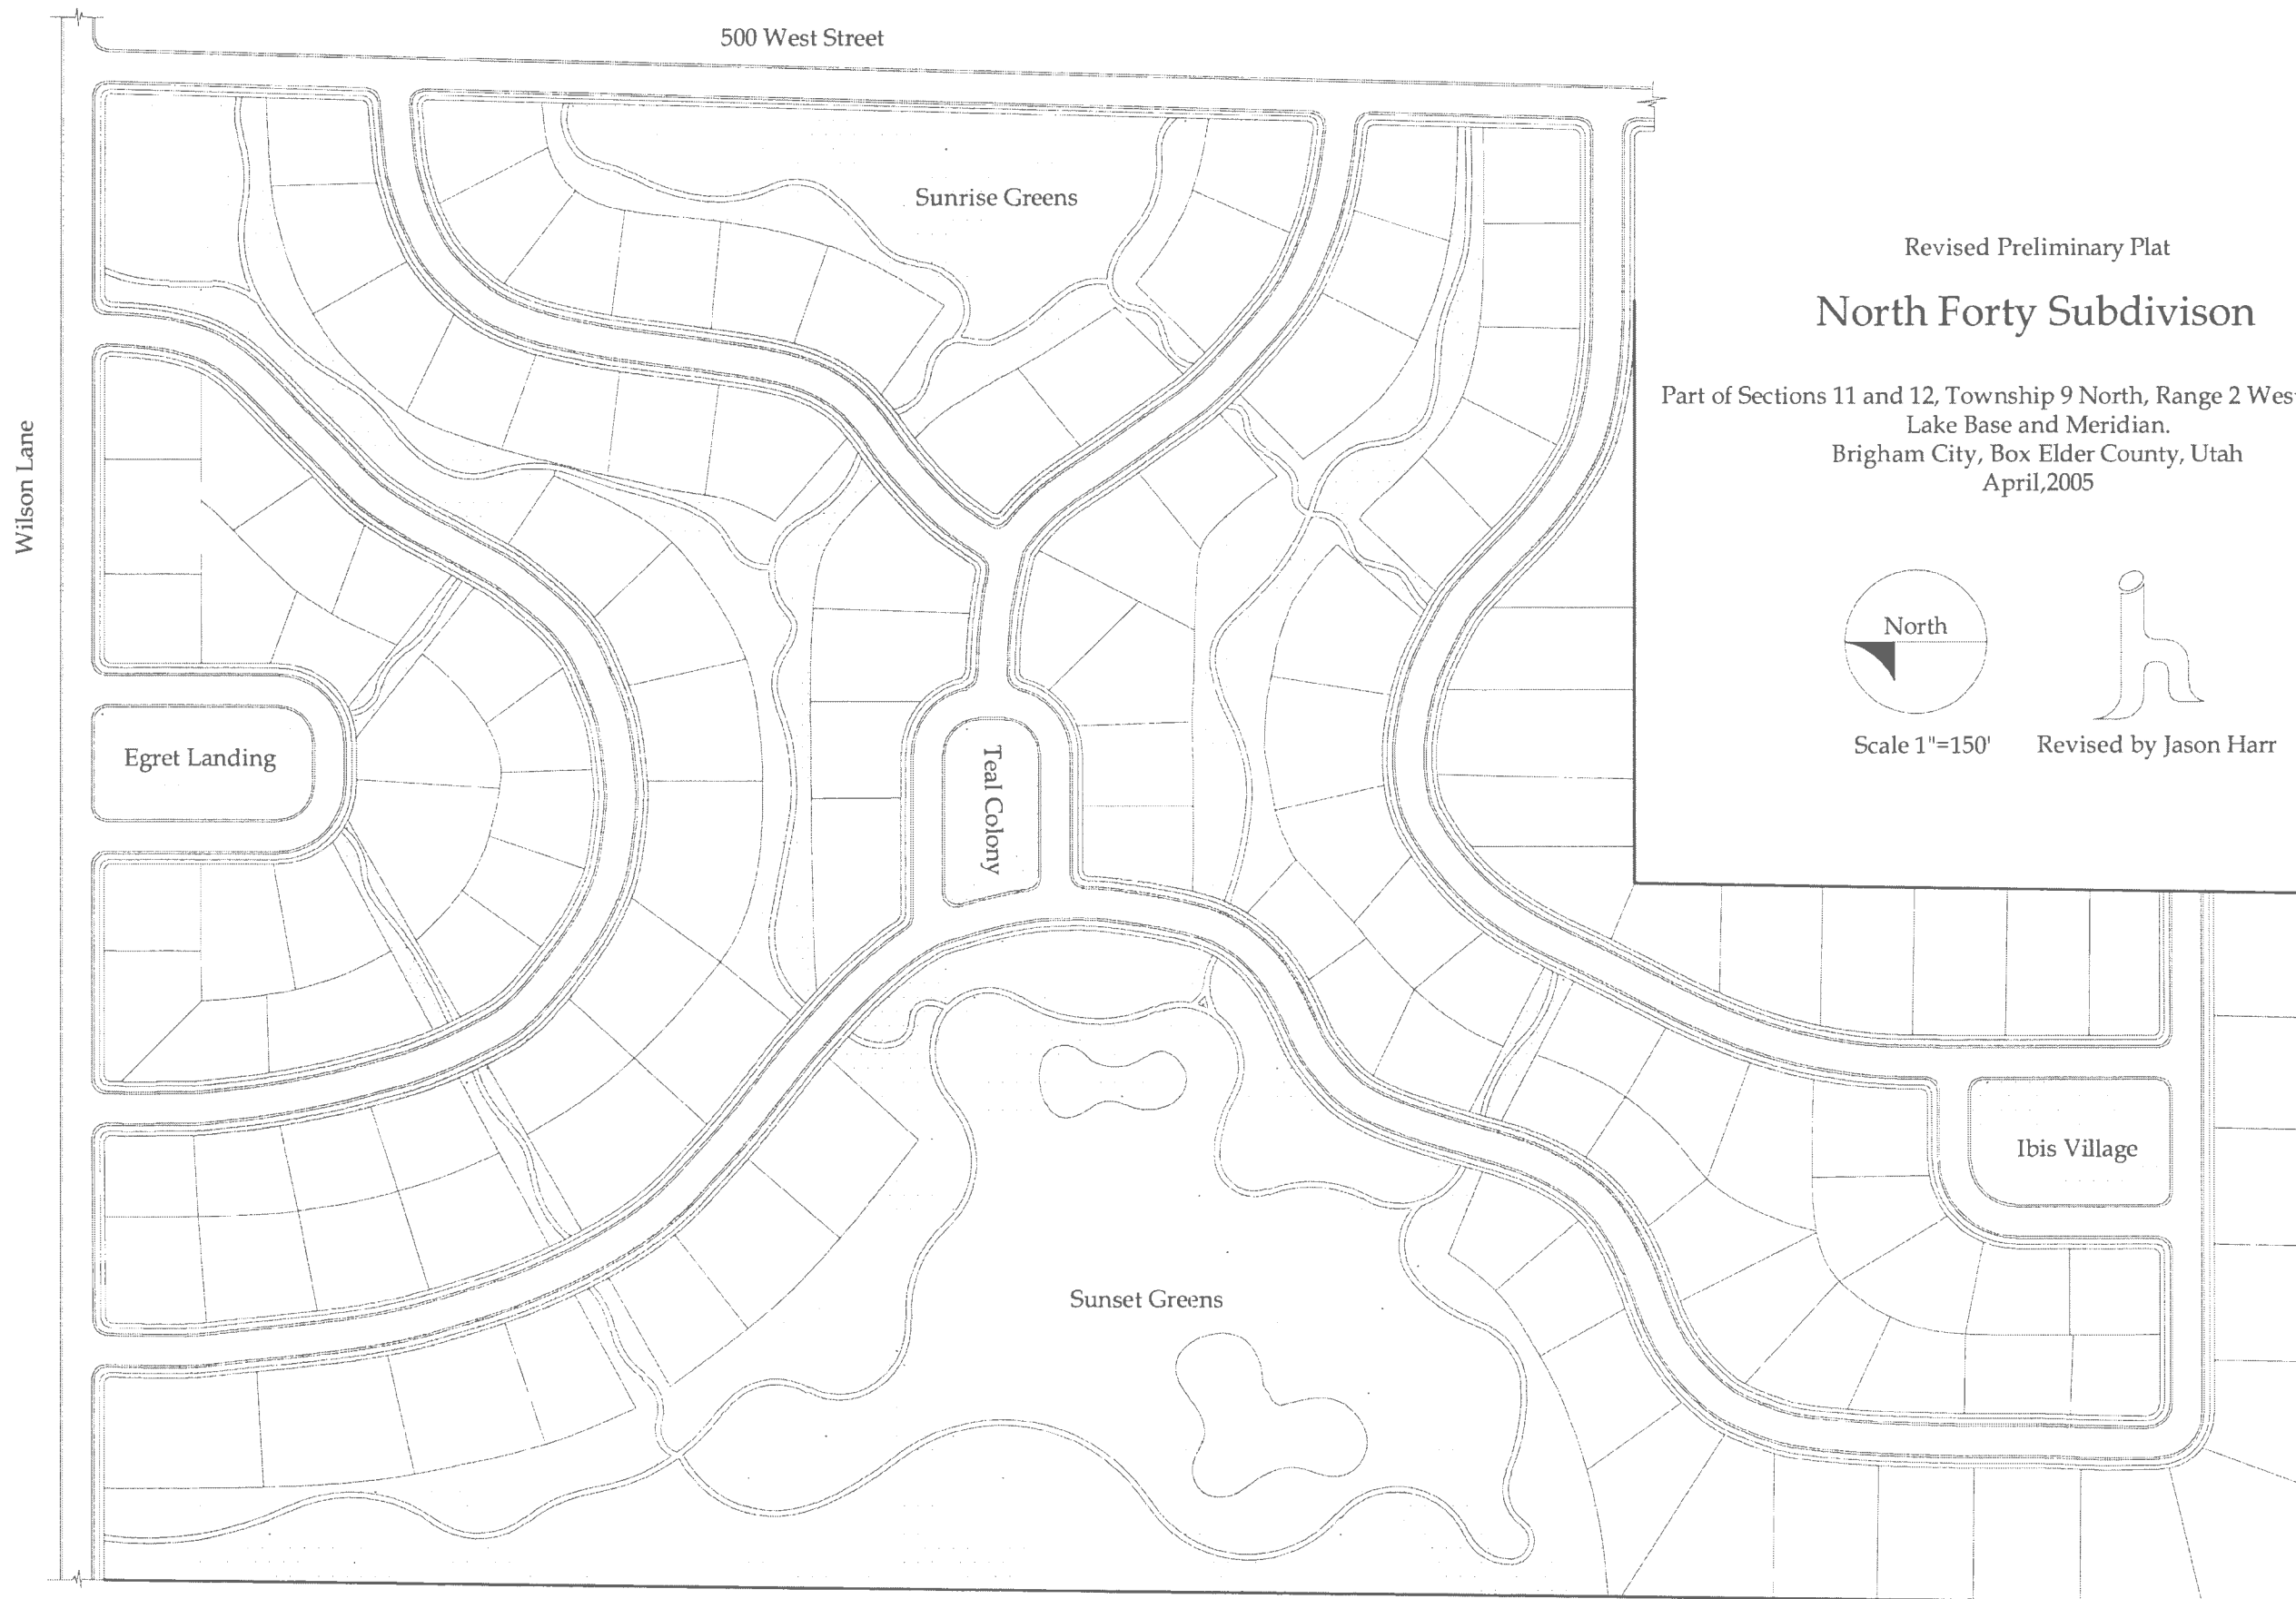 500 West Street
Sunrise Greens
Revised Preliminary Plat
North Forty Subdivison
Part of Sections 11 and 12, Township 9 North, Range 2 Wes
Lake Base and Meridian.
Brigham City, Box Elder County, Utah
April,2005
Wilson Lane
North
Scale 1"=150'
Revised by Jason Harr
Egret Landing
Teal Colony
Ibis Village
Sunset Greens